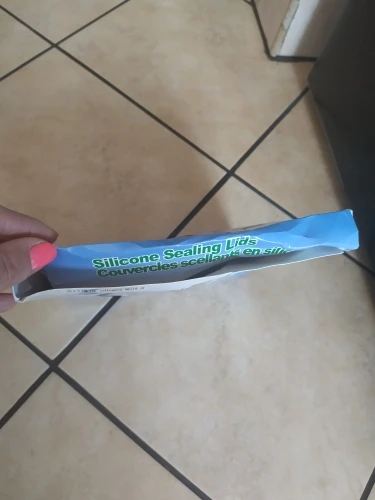 Silicone Sealing Lids
Couvercles scellants en